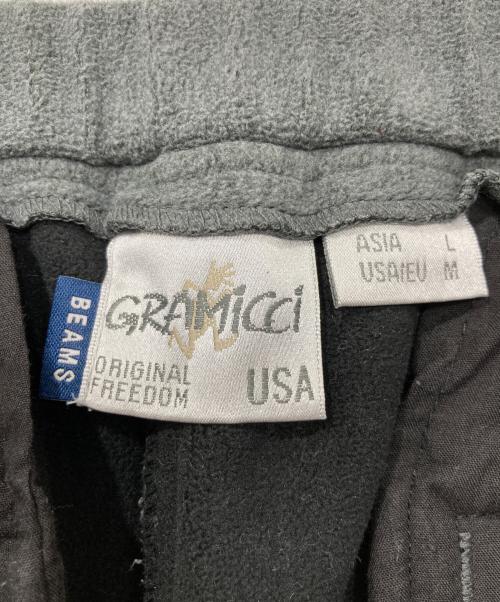 BEAMS
GRAMiCCi
ORIGINAL
FREEDOM
USA
ASIA L
USA/EU M